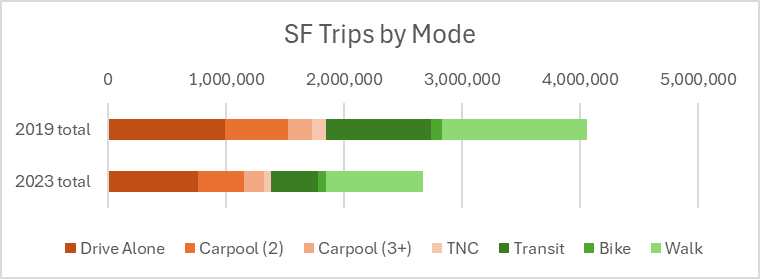 SF Trips by Mode
0 1,000,000 2,000,000 3,000,000 4,000,000 5,000,000
2019 total
2023 total
Drive Alone Carpool (2) Carpool (3+) TNC Transit Bike Walk